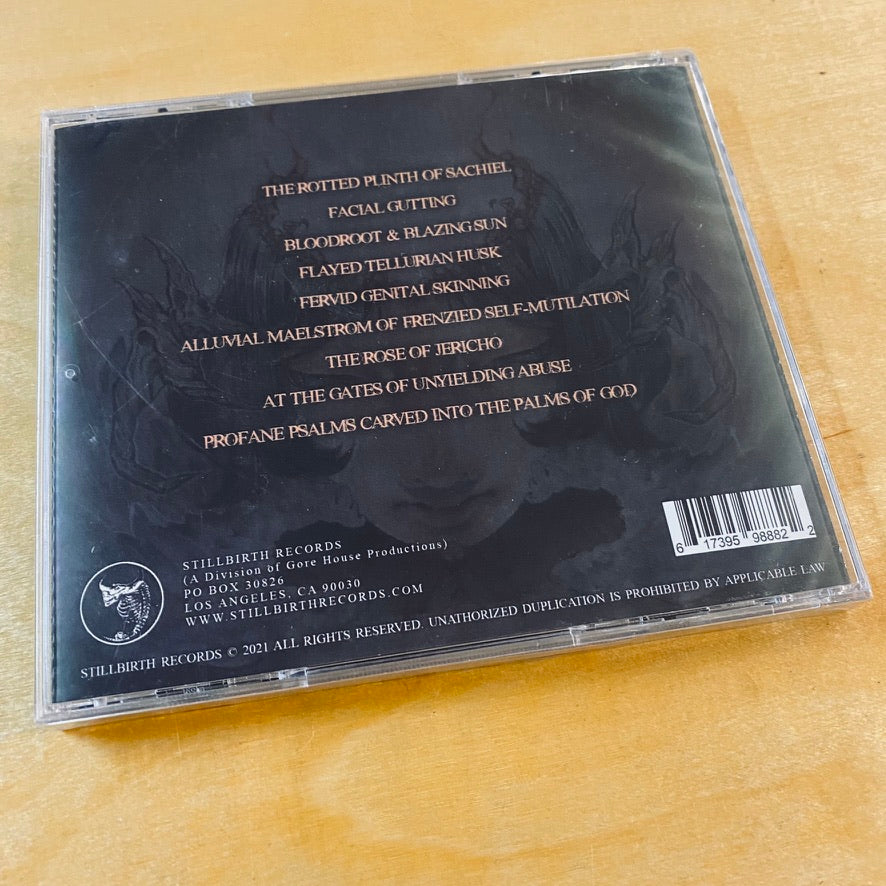 THE ROTTED PLINTH OF SACHIEL
FACIAL GUTTING
BLOODROOT & BLAZING SUN
FLAYED TELLURIAN HUSK
FERVID GENITAL SKINNING
ALLUVIAL MAELSTROM OF FRENZIED SELF-MUTILATION
THE ROSE OF JERICHO
AT THE GATES OF UNYIELDING ABUSE
PROFANE PSALMS CARVED INTO THE PALMS OF GOD
6 17395 98882 2
STILLBIRTH RECORDS
(A Division of Gore House Productions)
PO BOX 30826
LOS ANGELES, CA 90030
WWW.STILLBIRTHRECORDS.COM
STILLBIRTH RECORDS © 2021 ALL RIGHTS RESERVED. UNATHORIZED DUPLICATION IS PROHIBITED BY APPLICABLE LAW